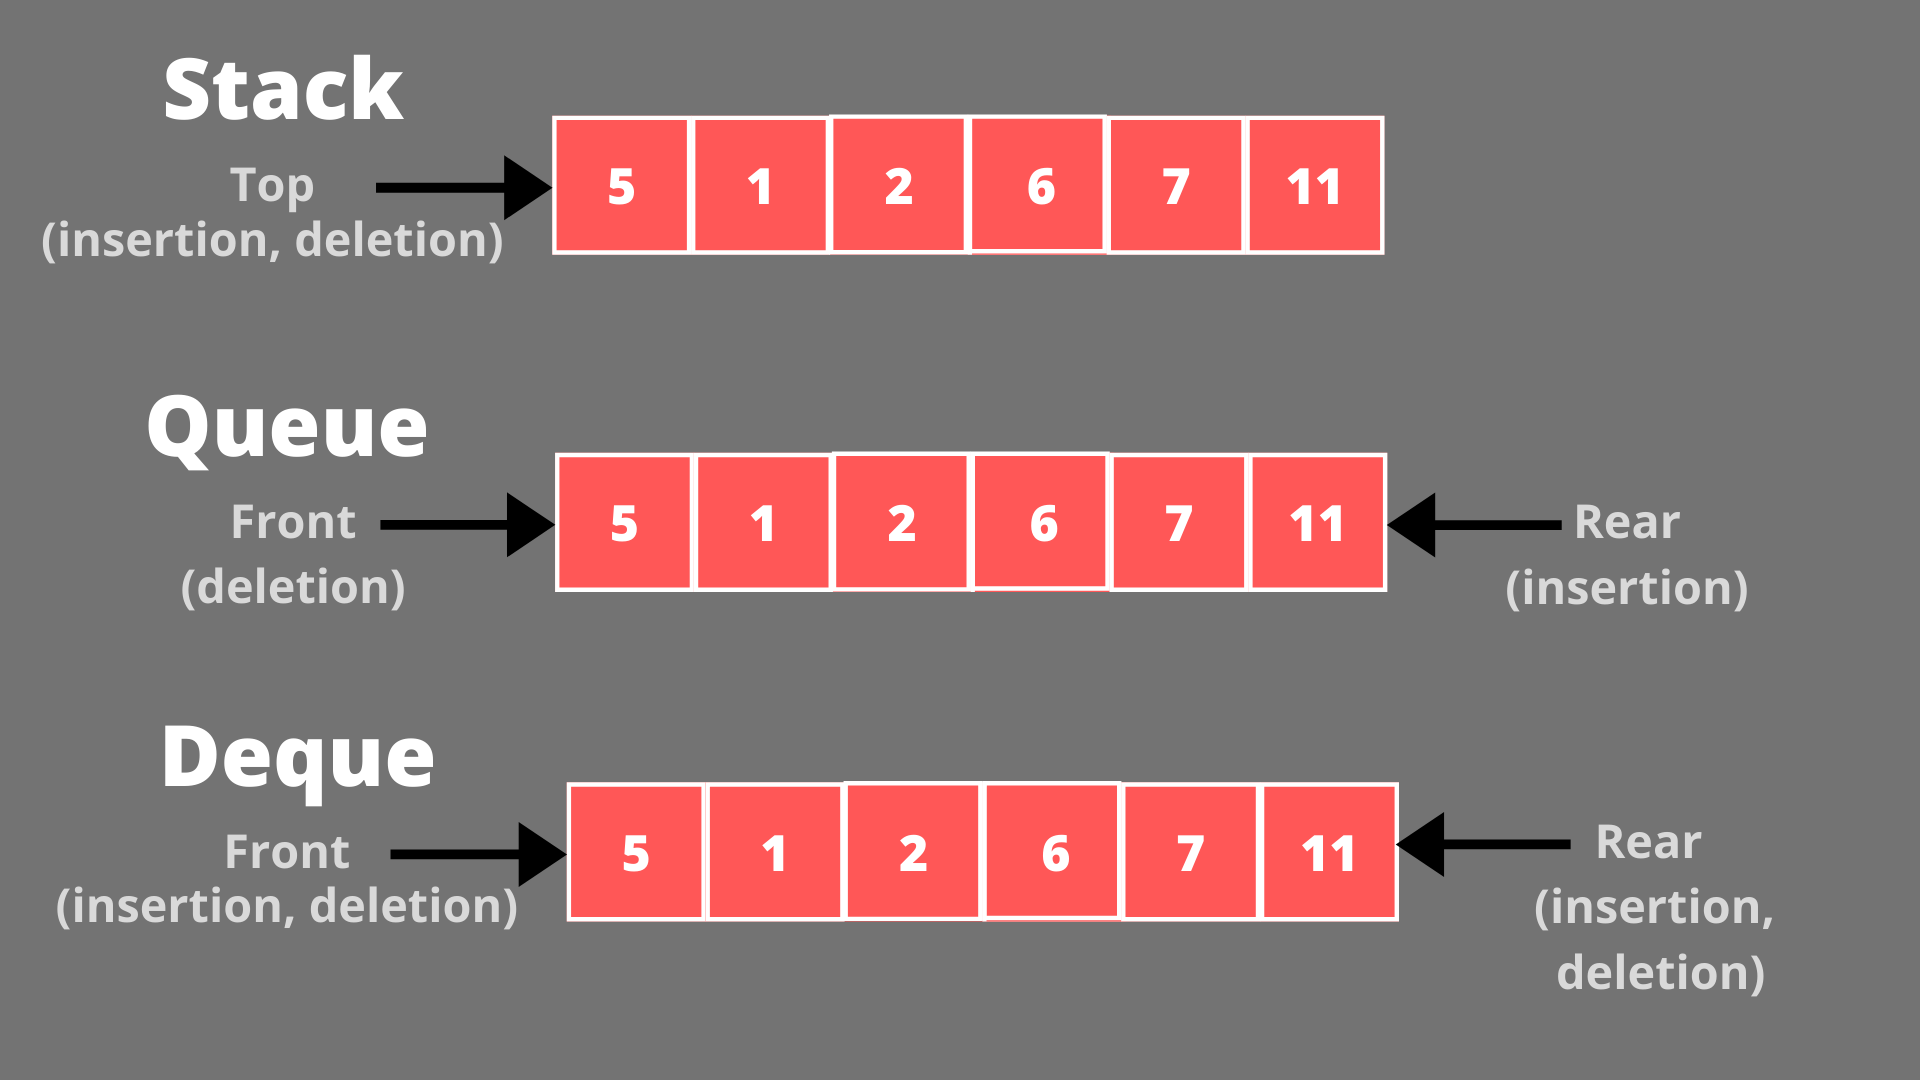 Stack
Top
(insertion, deletion)
5 1 2 6 7 11
Queue
Front
(deletion)
5 1 2 6 7 11
Rear
(insertion)
Deque
Front
(insertion, deletion)
5 1 2 6 7 11
Rear
(insertion,
deletion)